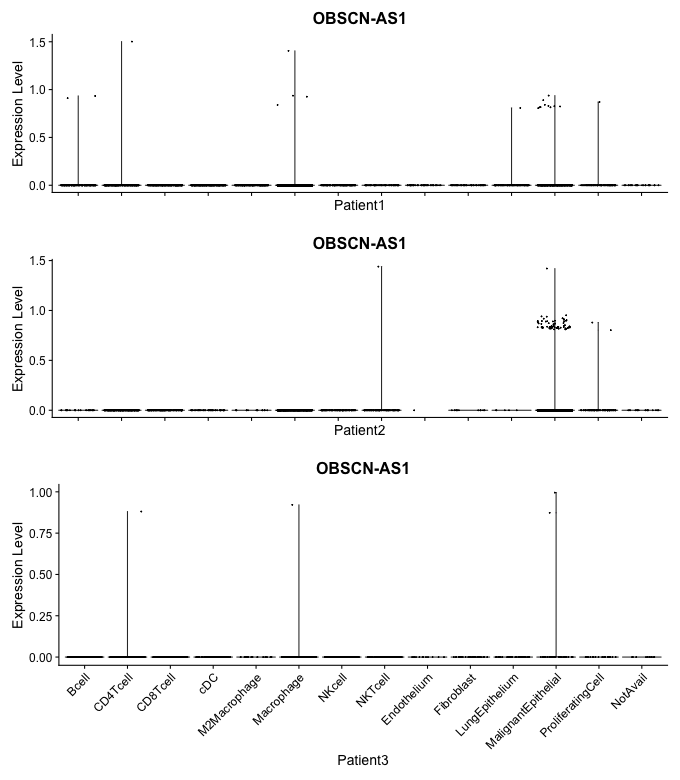 OBSCN-AS1
Expression Level
1.5
1.0
0.5
0.0
Patient1
OBSCN-AS1
Expression Level
1.5
1.0
0.5
0.0
Patient2
OBSCN-AS1
Expression Level
1.00
0.75
0.50
0.25
0.00
Bcell
CD4Tcell
CD8Tcell
cDC
M2Macrophage
Macrophage
NKcell
NKTcell
Endothelium
Fibroblast
LungEpithelium
MalignantEpithelial
ProliferatingCell
NotAvail
Patient3